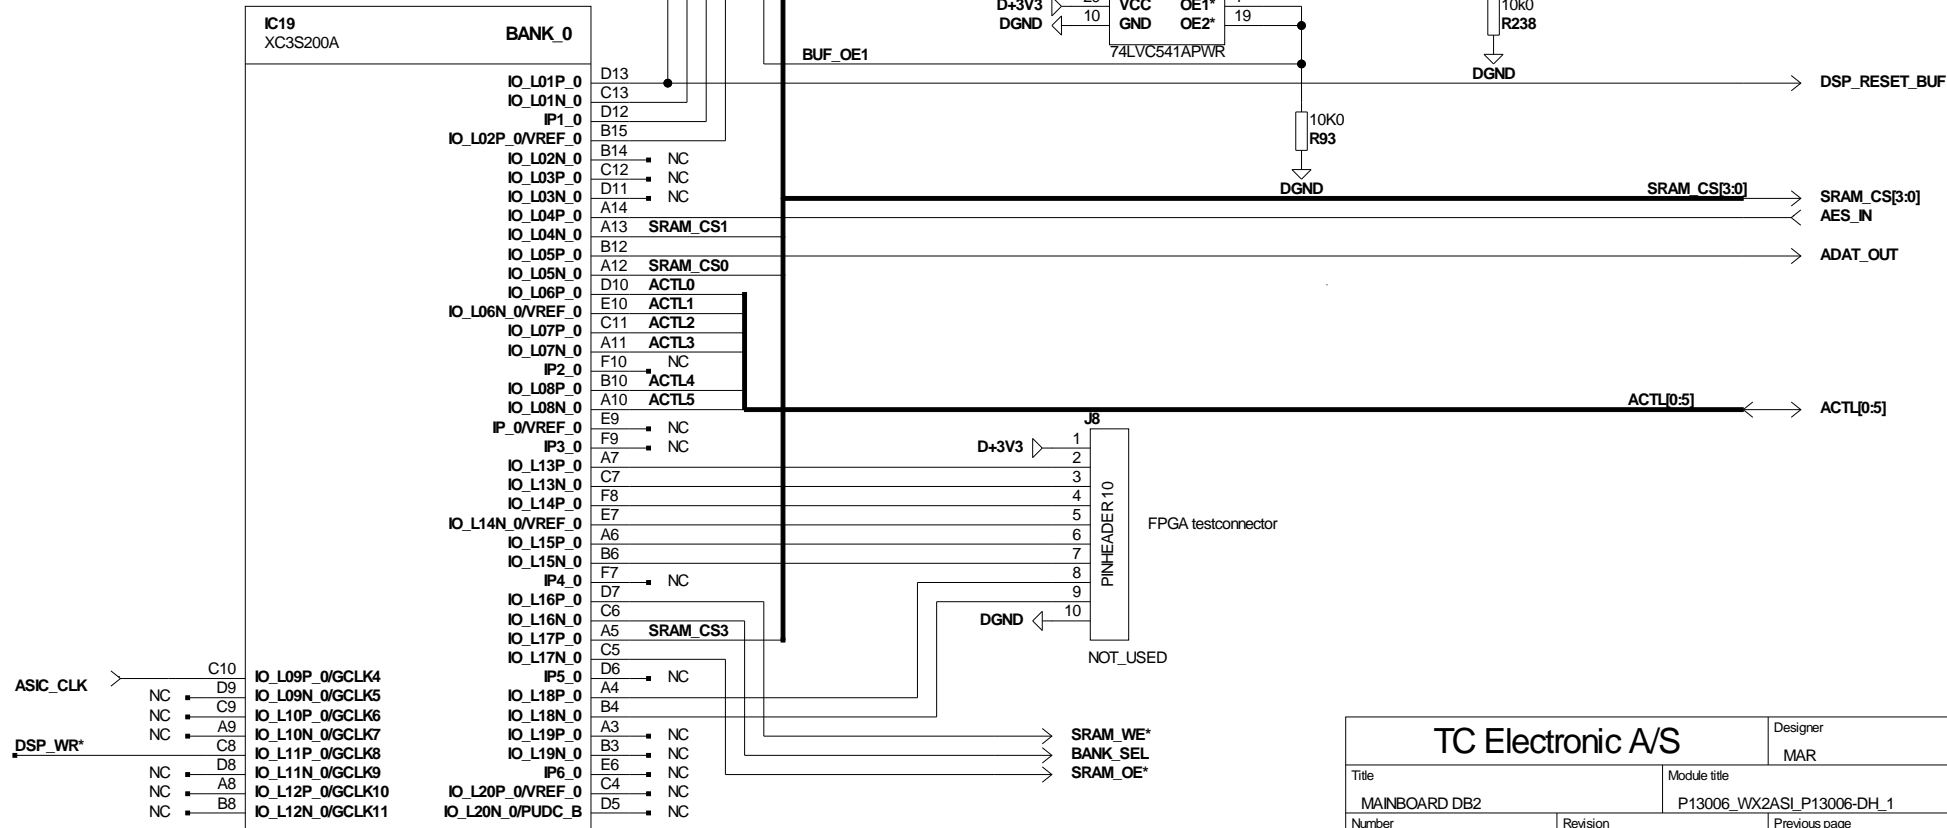 IC19
XC3S200A
BANK_0
IO_L01P_0 D13
IO_L01N_0 C13
IP1_0 D12
IO_L02P_0/VREF_0 B15
IO_L02N_0 B14 NC
IO_L03P_0 C12 NC
IO_L03N_0 D11 NC
IO_L04P_0 A14
IO_L04N_0 A13 SRAM_CS1
IO_L05P_0 B12
IO_L05N_0 A12 SRAM_CS0
IO_L06P_0 D10 ACTL0
IO_L06N_0/VREF_0 E10 ACTL1
IO_L07P_0 C11 ACTL2
IO_L07N_0 A11 ACTL3
IP2_0 F10 NC
IO_L08P_0 B10 ACTL4
IO_L08N_0 A10 ACTL5
IP_0/VREF_0 E9 NC
IP3_0 F9 NC
IO_L13P_0 A7
IO_L13N_0 C7
IO_L14P_0 F8
IO_L14N_0/VREF_0 E7
IO_L15P_0 A6
IO_L15N_0 B6
IP4_0 F7 NC
IO_L16P_0 D7
IO_L16N_0 C6
IO_L17P_0 A5 SRAM_CS3
IO_L17N_0 C5
IP5_0 D6 NC
IO_L18P_0 A4
IO_L18N_0 B4
IO_L19P_0 A3 NC
IO_L19N_0 B3 NC
IP6_0 E6 NC
IO_L20P_0/VREF_0 C4 NC
IO_L20N_0/PUDC_B D5 NC
ASIC_CLK C10 IO_L09P_0/GCLK4
NC D9 IO_L09N_0/GCLK5
NC C9 IO_L10P_0/GCLK6
NC A9 IO_L10N_0/GCLK7
DSP_WR* C8 IO_L11P_0/GCLK8
NC D8 IO_L11N_0/GCLK9
NC A8 IO_L12P_0/GCLK10
NC B8 IO_L12N_0/GCLK11
D+3V3 VCC OE1*
DGND 10 GND OE2* 19
74LVC541APWR
BUF_OE1
10K0
R93
DGND
10k0
R238
DGND
DSP_RESET_BUF
SRAM_CS[3:0] SRAM_CS[3:0]
AES_IN
ADAT_OUT
ACTL[0:5] ACTL[0:5]
J8
D+3V3 1
2
3
4
5
6
7
8
9
DGND 10
PINHEADER10
FPGA testconnector
NOT_USED
SRAM_WE*
BANK_SEL
SRAM_OE*
TC Electronic A/S
Designer
MAR
Title
MAINBOARD DB2
Module title
P13006_WX2ASI_P13006-DH_1
Number
Revision
Previous page